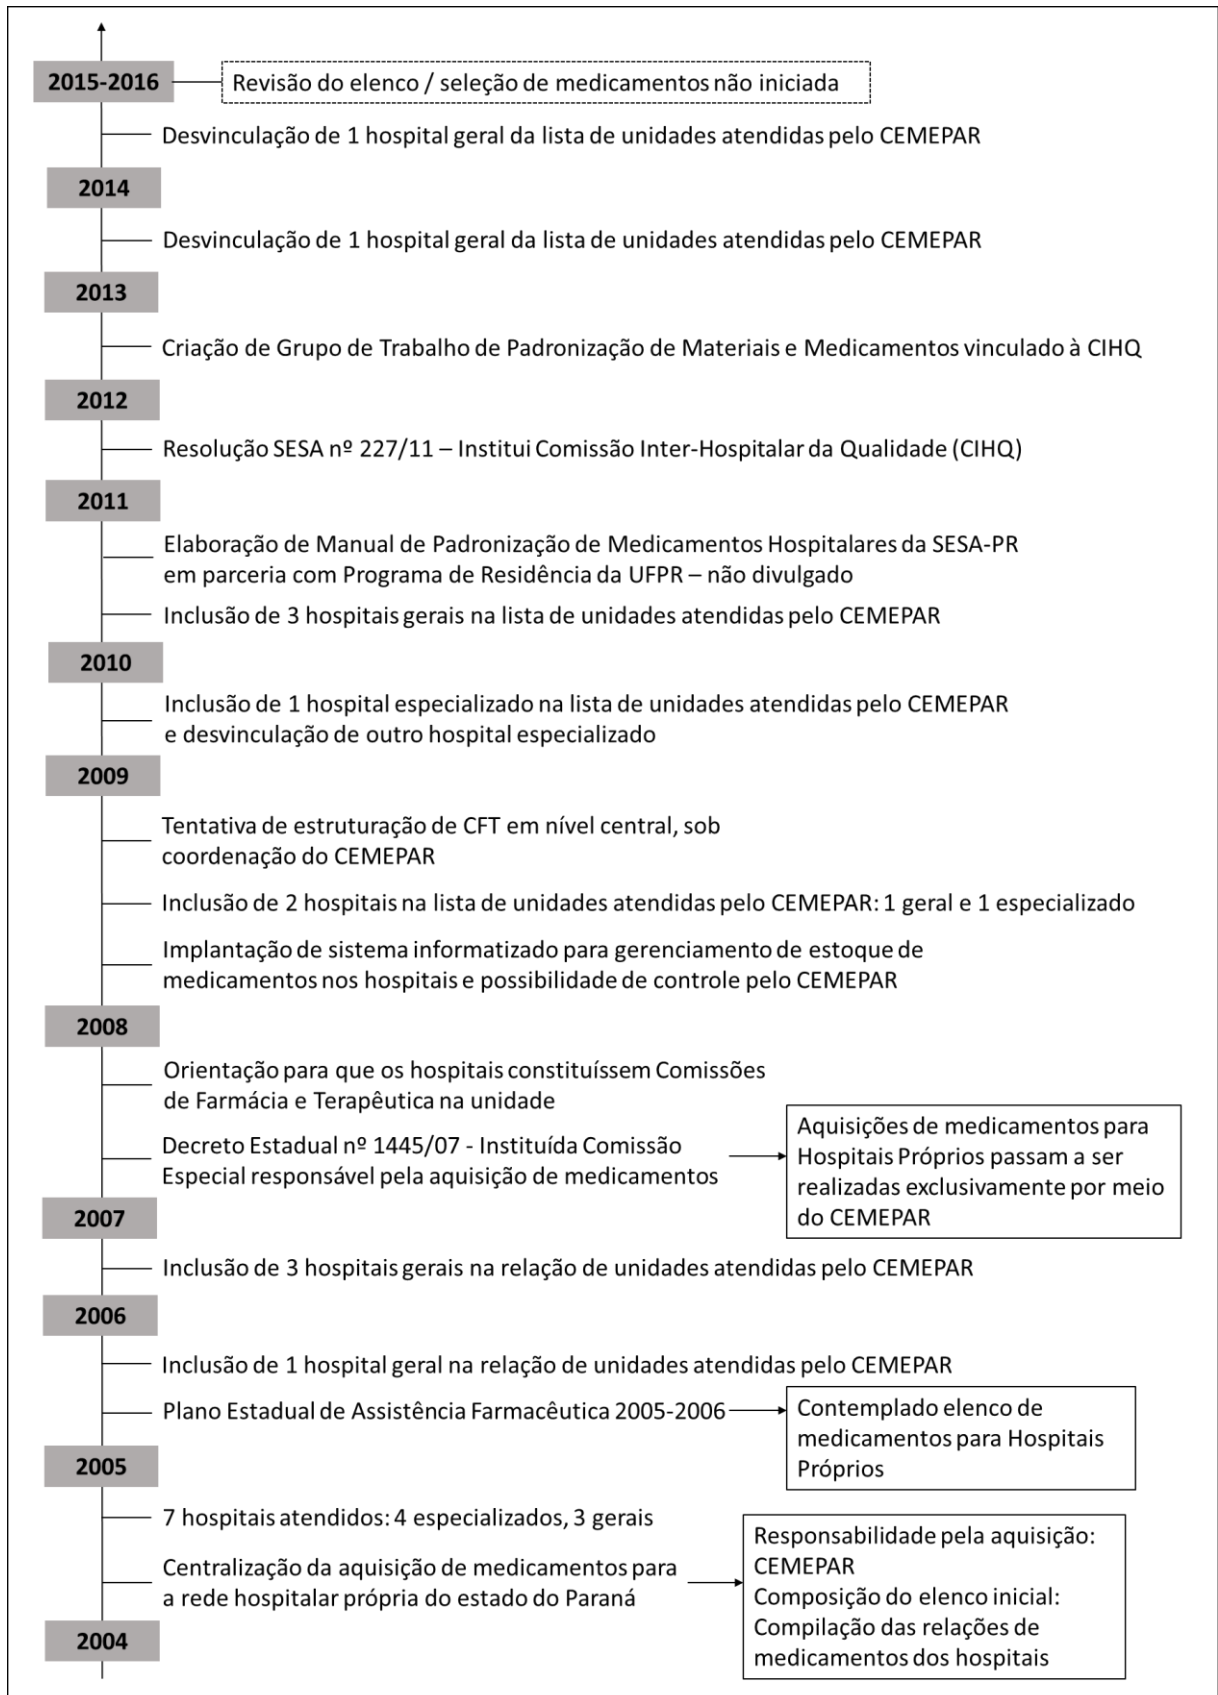 2015-2016
Revisão do elenco / seleção de medicamentos não iniciada
Desvinculação de 1 hospital geral da lista de unidades atendidas pelo CEMEPAR
2014
Desvinculação de 1 hospital geral da lista de unidades atendidas pelo CEMEPAR
2013
Criação de Grupo de Trabalho de Padronização de Materiais e Medicamentos vinculado à CIHQ
2012
Resolução SESA nº 227/11 – Institui Comissão Inter-Hospitalar da Qualidade (CIHQ)
2011
Elaboração de Manual de Padronização de Medicamentos Hospitalares da SESA-PR
em parceria com Programa de Residência da UFPR – não divulgado
Inclusão de 3 hospitais gerais na lista de unidades atendidas pelo CEMEPAR
2010
Inclusão de 1 hospital especializado na lista de unidades atendidas pelo CEMEPAR
e desvinculação de outro hospital especializado
2009
Tentativa de estruturação de CFT em nível central, sob
coordenação do CEMEPAR
Inclusão de 2 hospitais na lista de unidades atendidas pelo CEMEPAR: 1 geral e 1 especializado
Implantação de sistema informatizado para gerenciamento de estoque de
medicamentos nos hospitais e possibilidade de controle pelo CEMEPAR
2008
Orientação para que os hospitais constituíssem Comissões
de Farmácia e Terapêutica na unidade
Decreto Estadual nº 1445/07 - Instituída Comissão
Especial responsável pela aquisição de medicamentos
Aquisições de medicamentos para
Hospitais Próprios passam a ser
realizadas exclusivamente por meio
do CEMEPAR
2007
Inclusão de 3 hospitais gerais na relação de unidades atendidas pelo CEMEPAR
2006
Inclusão de 1 hospital geral na relação de unidades atendidas pelo CEMEPAR
Plano Estadual de Assistência Farmacêutica 2005-2006
Contemplado elenco de
medicamentos para Hospitais
Próprios
2005
7 hospitais atendidos: 4 especializados, 3 gerais
Centralização da aquisição de medicamentos para
a rede hospitalar própria do estado do Paraná
Responsabilidade pela aquisição:
CEMEPAR
Composição do elenco inicial:
Compilação das relações de
medicamentos dos hospitais
2004